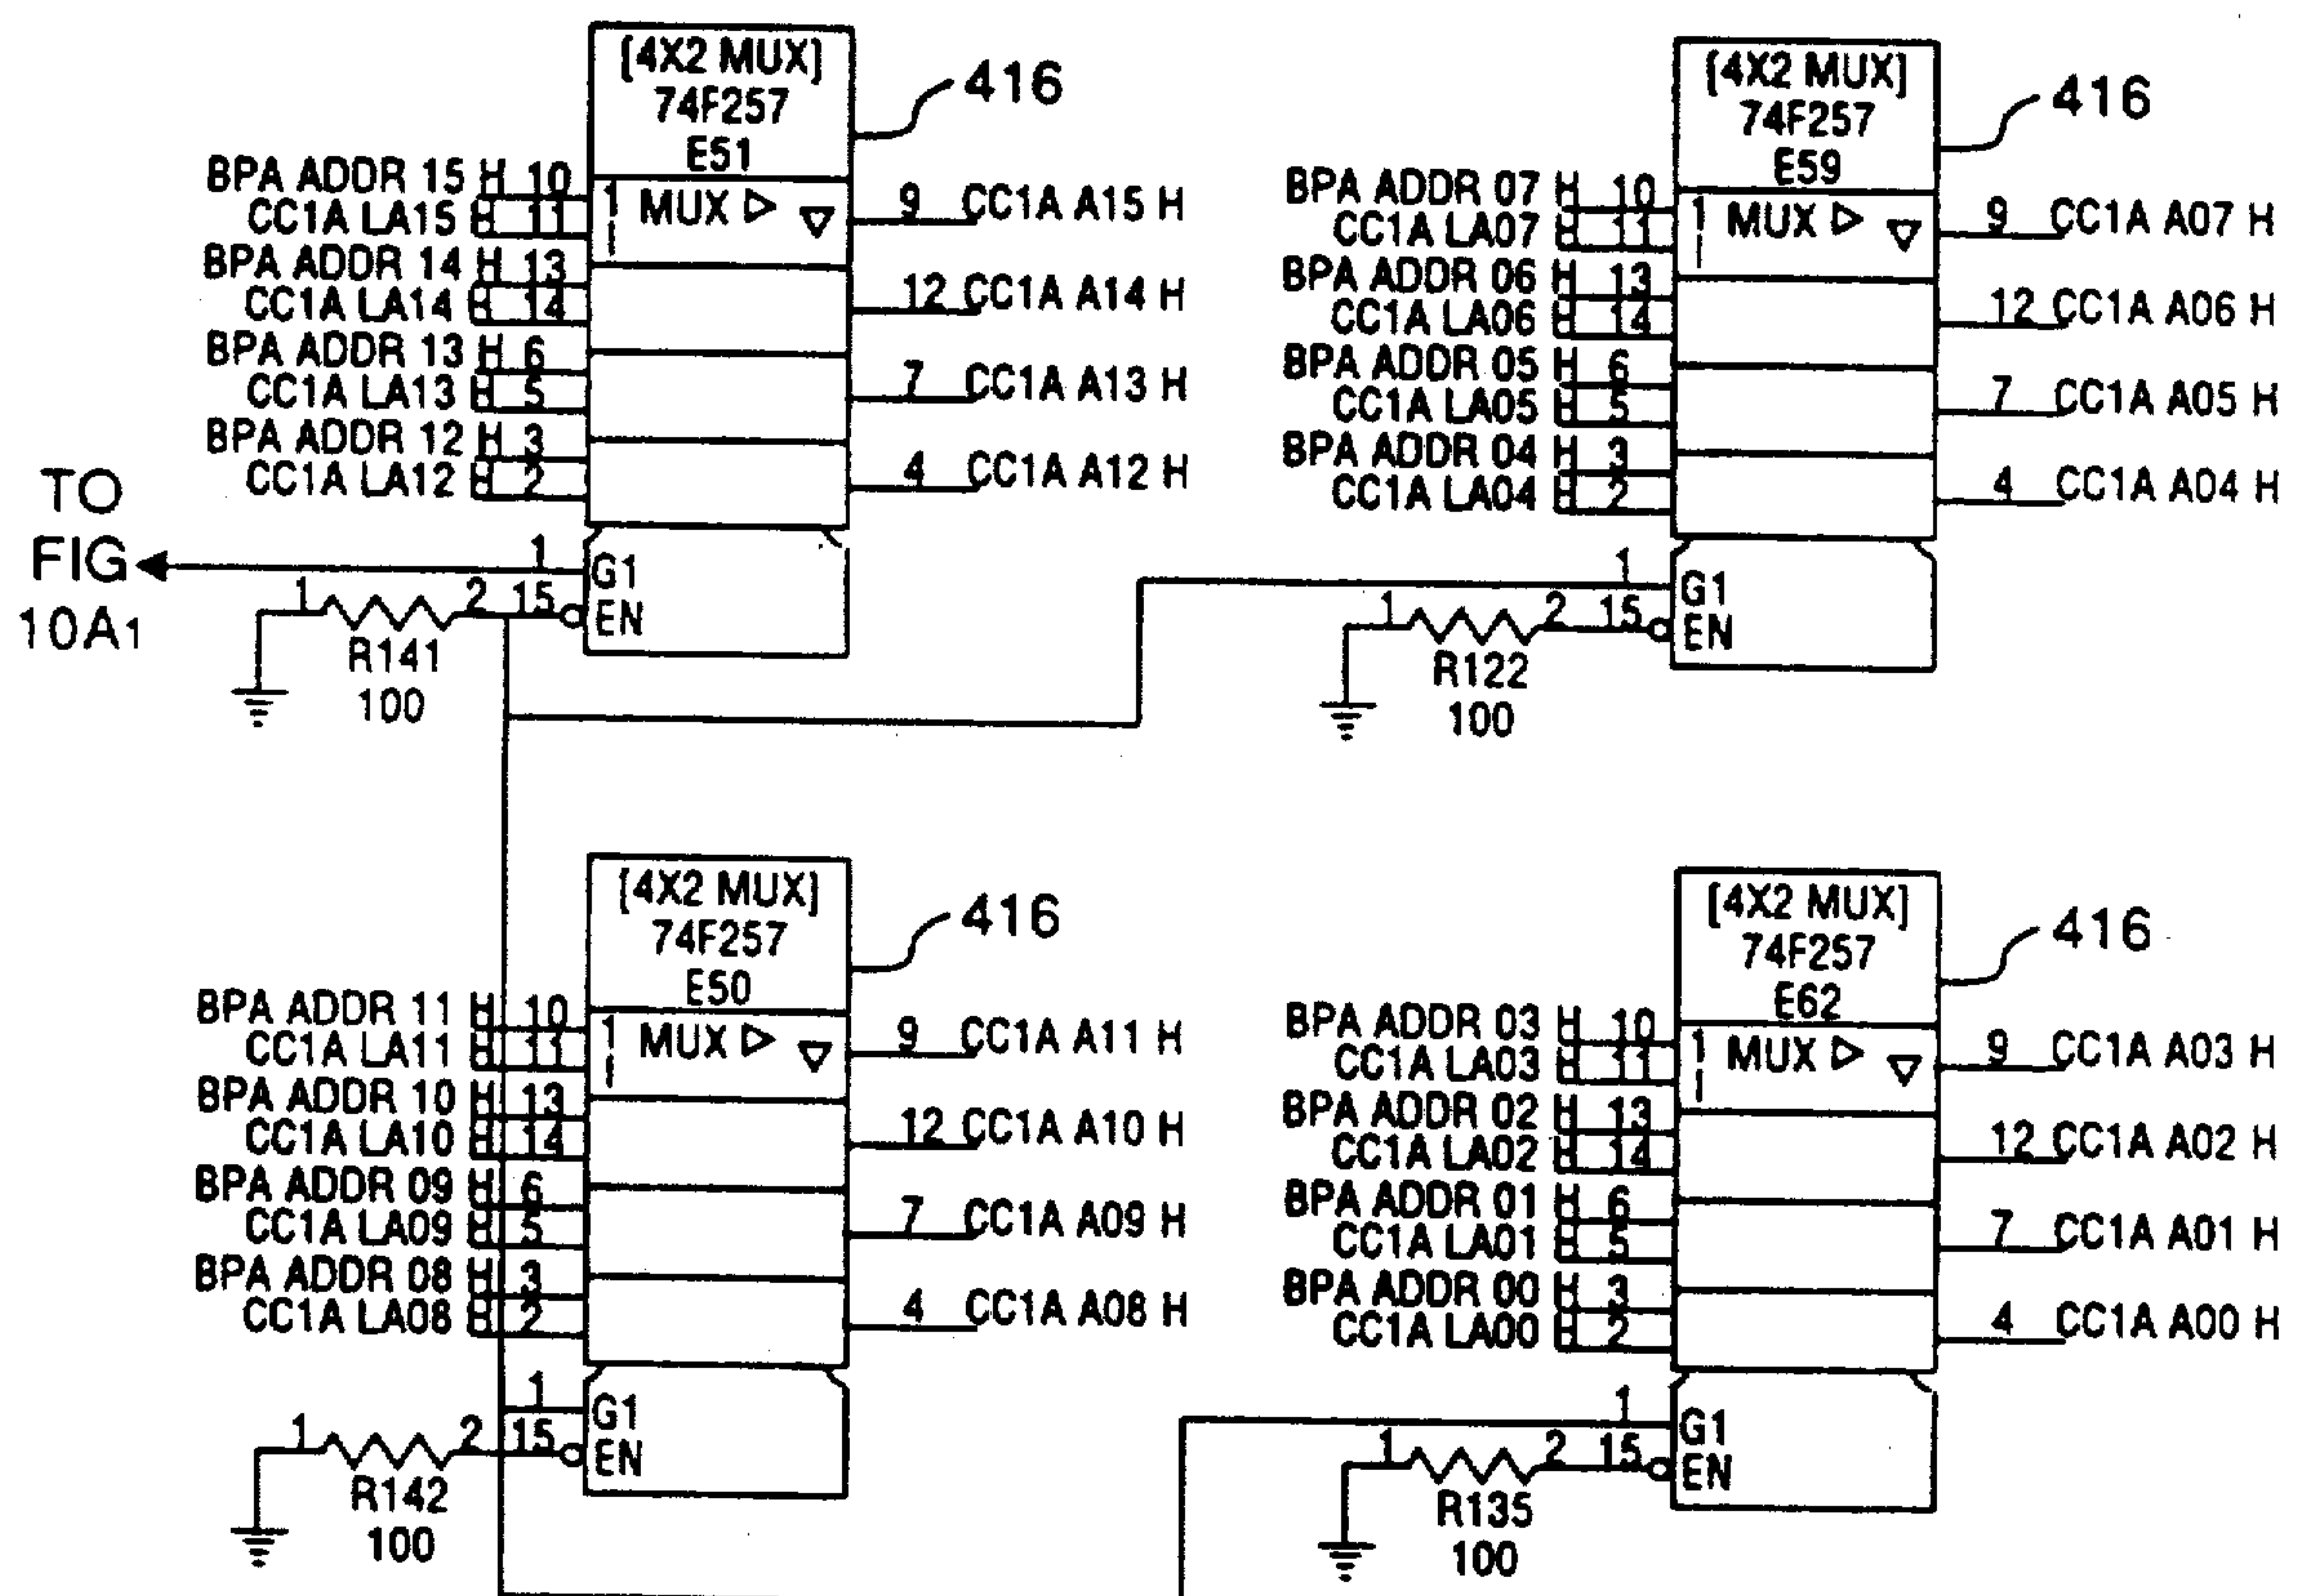 [4X2 MUX]
74F257
E51
416
BPA ADDR 15 H 10
CC1A LA15 H 11
1 MUX
9 CC1A A15 H
BPA ADDR 14 H 13
CC1A LA14 H 14
12 CC1A A14 H
BPA ADDR 13 H 6
CC1A LA13 H 5
7 CC1A A13 H
BPA ADDR 12 H 3
CC1A LA12 H 2
4 CC1A A12 H
TO
FIG
10A1
1 G1
1 2 15 EN
R141
100
[4X2 MUX]
74F257
E59
416
BPA ADDR 07 H 10
CC1A LA07 H 11
1 MUX
9 CC1A A07 H
BPA ADDR 06 H 13
CC1A LA06 H 14
12 CC1A A06 H
BPA ADDR 05 H 6
CC1A LA05 H 5
7 CC1A A05 H
BPA ADDR 04 H 3
CC1A LA04 H 2
4 CC1A A04 H
1 G1
1 2 15 EN
R122
100
[4X2 MUX]
74F257
E50
416
BPA ADDR 11 H 10
CC1A LA11 H 11
1 MUX
9 CC1A A11 H
BPA ADDR 10 H 13
CC1A LA10 H 14
12 CC1A A10 H
BPA ADDR 09 H 6
CC1A LA09 H 5
7 CC1A A09 H
BPA ADDR 08 H 3
CC1A LA08 H 2
4 CC1A A08 H
1 G1
1 2 15 EN
R142
100
[4X2 MUX]
74F257
E62
416
BPA ADDR 03 H 10
CC1A LA03 H 11
1 MUX
9 CC1A A03 H
BPA ADDR 02 H 13
CC1A LA02 H 14
12 CC1A A02 H
BPA ADDR 01 H 6
CC1A LA01 H 5
7 CC1A A01 H
BPA ADDR 00 H 3
CC1A LA00 H 2
4 CC1A A00 H
1 G1
1 2 15 EN
R135
100